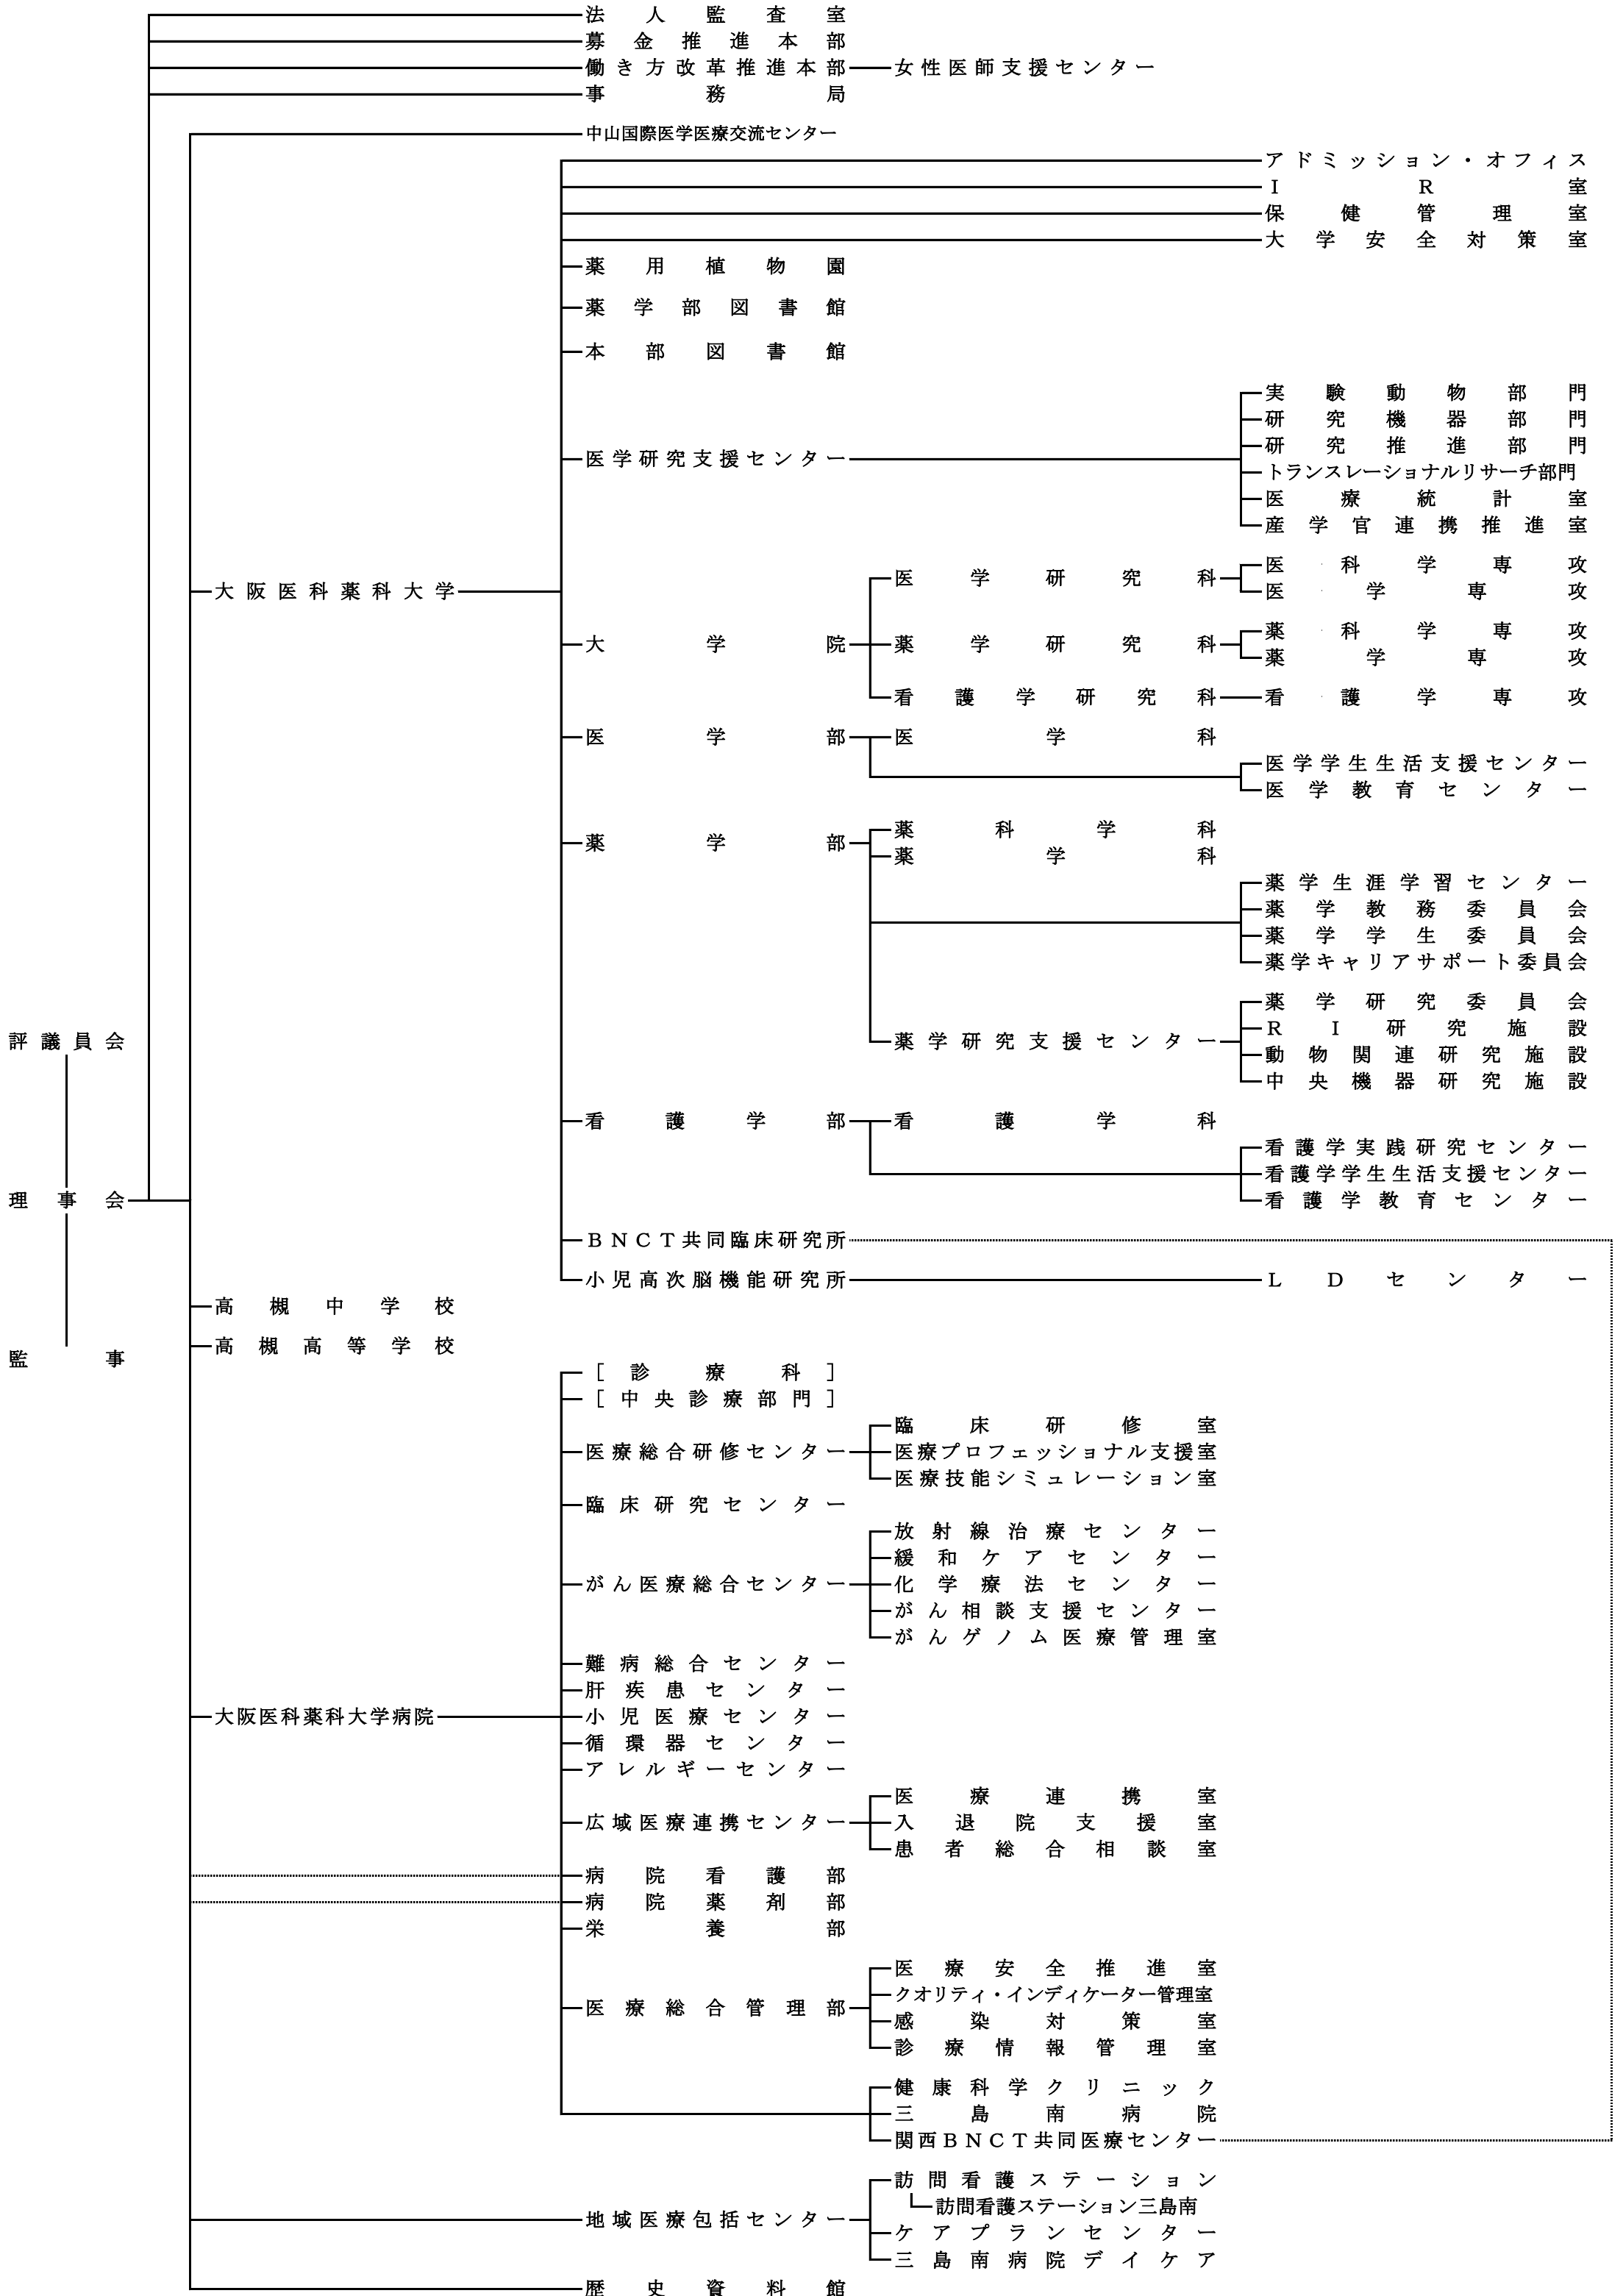 法人監査室
募金推進本部
働き方改革推進本部 女性医師支援センター
事務局
中山国際医学医療交流センター
アドミッション・オフィス
ＩＲ室
保健管理室
大学安全対策室
薬用植物園
薬学部図書館
本部図書館
実験動物部門
研究機器部門
研究推進部門
医学研究支援センター
トランスレーショナルリサーチ部門
医療統計室
産学官連携推進室
医科学専攻
医学研究科
大阪医科薬科大学
医学専攻
薬科学専攻
大学院 薬学研究科
薬学専攻
看護学研究科 看護学専攻
医学部 医学科
医学学生生活支援センター
医学教育センター
薬科学科
薬学部
薬学科
薬学生涯学習センター
薬学教務委員会
薬学学生委員会
薬学キャリアサポート委員会
薬学研究委員会
ＲＩ研究施設
評議員会
薬学研究支援センター
動物関連研究施設
中央機器研究施設
看護学部 看護学科
看護学実践研究センター
看護学学生生活支援センター
理事会
看護学教育センター
ＢＮＣＴ共同臨床研究所
小児高次脳機能研究所 ＬＤセンター
高槻中学校
高槻高等学校
監事
［診療科］
［中央診療部門］
臨床研修室
医療総合研修センター 医療プロフェッショナル支援室
医療技能シミュレーション室
臨床研究センター
放射線治療センター
緩和ケアセンター
がん医療総合センター 化学療法センター
がん相談支援センター
がんゲノム医療管理室
難病総合センター
肝疾患センター
大阪医科薬科大学病院 小児医療センター
循環器センター
アレルギーセンター
医療連携室
広域医療連携センター 入退院支援室
患者総合相談室
病院看護部
病院薬剤部
栄養部
医療安全推進室
クオリティ・インディケーター管理室
医療総合管理部
感染対策室
診療情報管理室
健康科学クリニック
三島南病院
関西ＢＮＣＴ共同医療センター
訪問看護ステーション
訪問看護ステーション三島南
地域医療包括センター
ケアプランセンター
三島南病院デイケア
歴史資料館